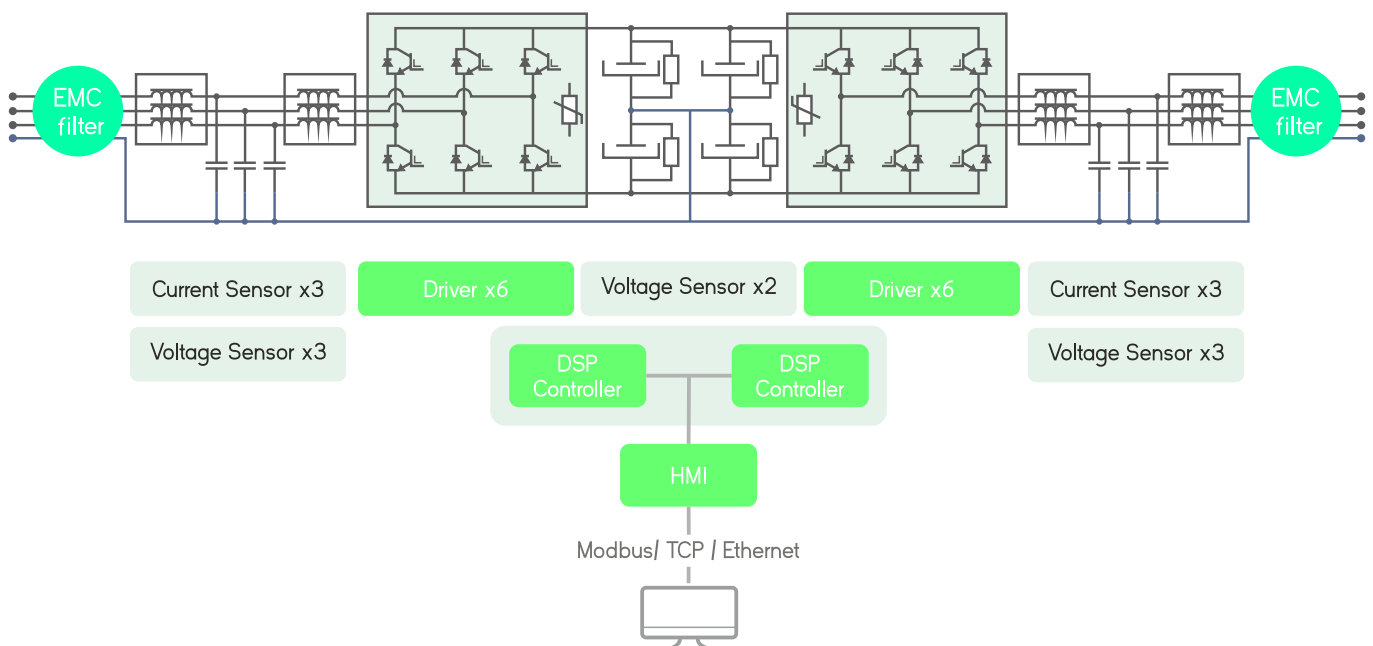 EMC
filter
EMC
filter
Current Sensor x3
Driver x6
Voltage Sensor x2
Driver x6
Current Sensor x3
Voltage Sensor x3
Voltage Sensor x3
DSP
Controller
DSP
Controller
HMI
Modbus/ TCP / Ethernet